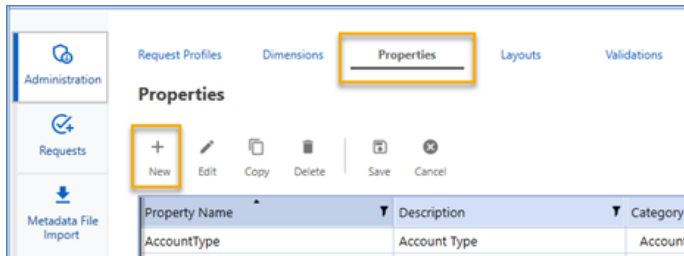 Administration
Requests
Metadata File
Import
Request Profiles Dimensions Properties Layouts Validations
Properties
New Edit Copy Delete Save Cancel
Property Name Description Category
AccountType Account Type Account